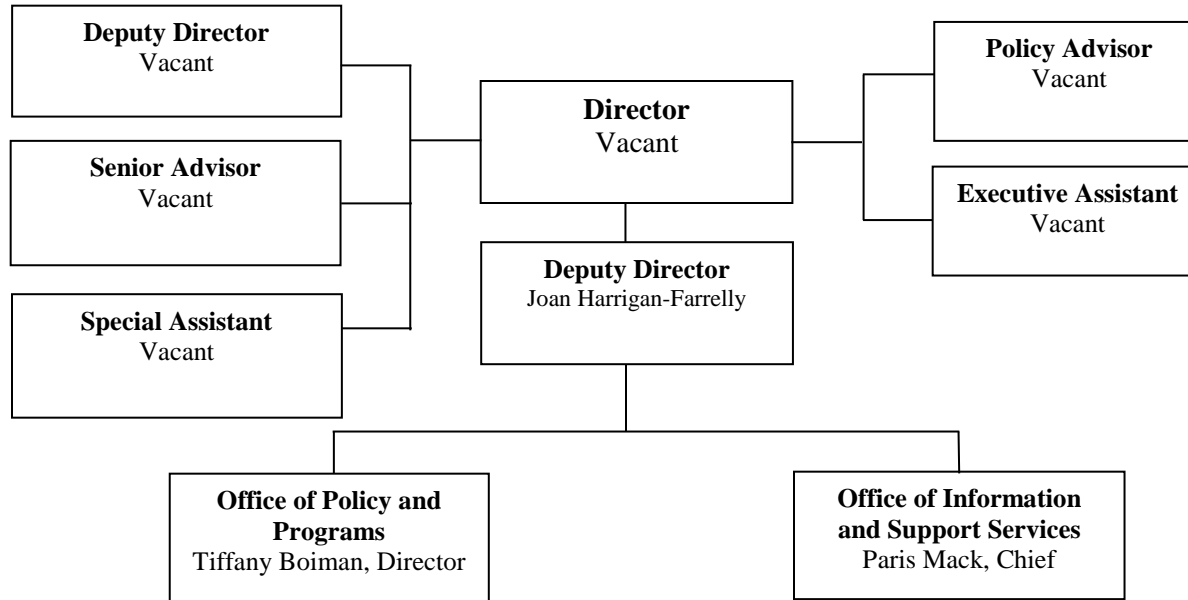 Deputy Director
Vacant
Policy Advisor
Vacant
Director
Vacant
Senior Advisor
Vacant
Executive Assistant
Vacant
Deputy Director
Joan Harrigan-Farrelly
Special Assistant
Vacant
Office of Policy and
Programs
Tiffany Boiman, Director
Office of Information
and Support Services
Paris Mack, Chief